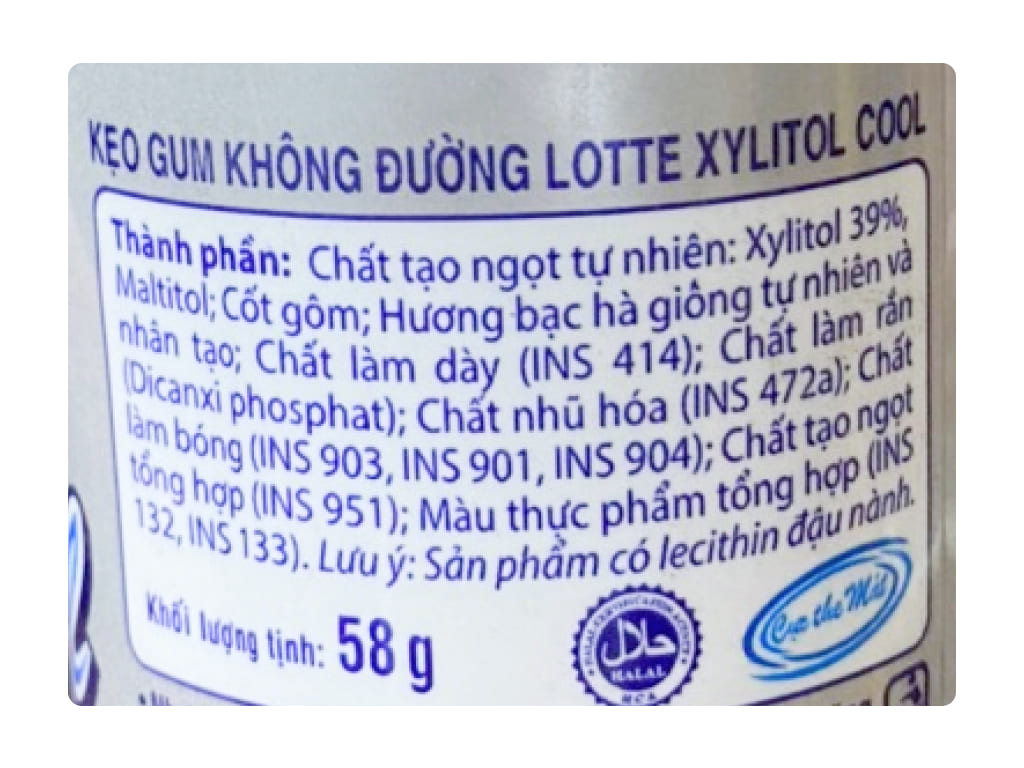 KẸO GUM KHÔNG ĐƯỜNG LOTTE XYLITOL COOL
Thành phần: Chất tạo ngọt tự nhiên: Xylitol 39%,
Maltitol; Cốt gôm; Hương bạc hà giống tự nhiên và
nhân tạo; Chất làm dày (INS 414); Chất làm rắn
(Dicanxi phosphat); Chất nhũ hóa (INS 472a); Chất
làm bóng (INS 903, INS 901, INS 904); Chất tạo ngọt
tổng hợp (INS 951); Màu thực phẩm tổng hợp (INS
132, INS 133). Lưu ý: Sản phẩm có lecithin đậu nành.
Khối lượng tịnh: 58 g
حلال
HALAL
HCA
Cực the Mát